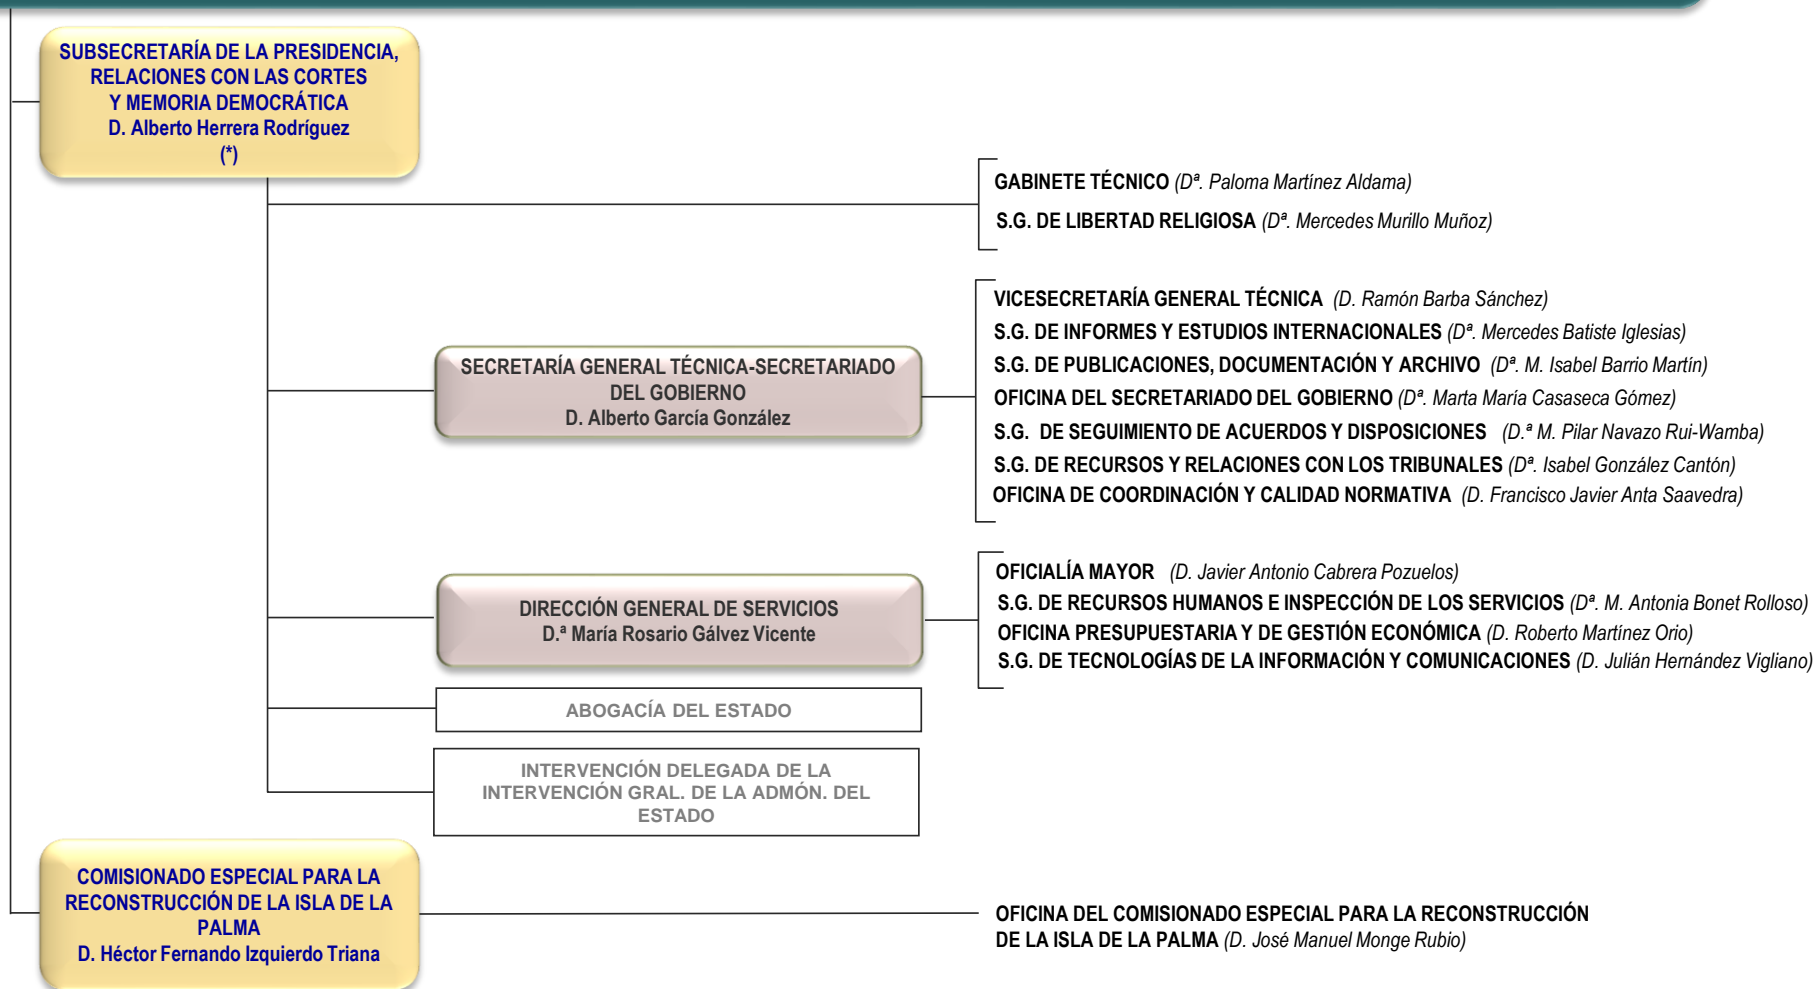 SUBSECRETARÍA DE LA PRESIDENCIA,
RELACIONES CON LAS CORTES
Y MEMORIA DEMOCRÁTICA
D. Alberto Herrera Rodríguez
(*)
GABINETE TÉCNICO (Dª. Paloma Martínez Aldama)
S.G. DE LIBERTAD RELIGIOSA (Dª. Mercedes Murillo Muñoz)
SECRETARÍA GENERAL TÉCNICA-SECRETARIADO
DEL GOBIERNO
D. Alberto García González
VICESECRETARÍA GENERAL TÉCNICA (D. Ramón Barba Sánchez)
S.G. DE INFORMES Y ESTUDIOS INTERNACIONALES (Dª. Mercedes Batiste Iglesias)
S.G. DE PUBLICACIONES, DOCUMENTACIÓN Y ARCHIVO (Dª. M. Isabel Barrio Martín)
OFICINA DEL SECRETARIADO DEL GOBIERNO (Dª. Marta María Casaseca Gómez)
S.G. DE SEGUIMIENTO DE ACUERDOS Y DISPOSICIONES (D.ª M. Pilar Navazo Rui-Wamba)
S.G. DE RECURSOS Y RELACIONES CON LOS TRIBUNALES (Dª. Isabel González Cantón)
OFICINA DE COORDINACIÓN Y CALIDAD NORMATIVA (D. Francisco Javier Anta Saavedra)
DIRECCIÓN GENERAL DE SERVICIOS
D.ª María Rosario Gálvez Vicente
OFICIALÍA MAYOR (D. Javier Antonio Cabrera Pozuelos)
S.G. DE RECURSOS HUMANOS E INSPECCIÓN DE LOS SERVICIOS (Dª. M. Antonia Bonet Rolloso)
OFICINA PRESUPUESTARIA Y DE GESTIÓN ECONÓMICA (D. Roberto Martínez Orio)
S.G. DE TECNOLOGÍAS DE LA INFORMACIÓN Y COMUNICACIONES (D. Julián Hernández Vigliano)
ABOGACÍA DEL ESTADO
INTERVENCIÓN DELEGADA DE LA
INTERVENCIÓN GRAL. DE LA ADMÓN. DEL
ESTADO
COMISIONADO ESPECIAL PARA LA
RECONSTRUCCIÓN DE LA ISLA DE LA
PALMA
D. Héctor Fernando Izquierdo Triana
OFICINA DEL COMISIONADO ESPECIAL PARA LA RECONSTRUCCIÓN
DE LA ISLA DE LA PALMA (D. José Manuel Monge Rubio)